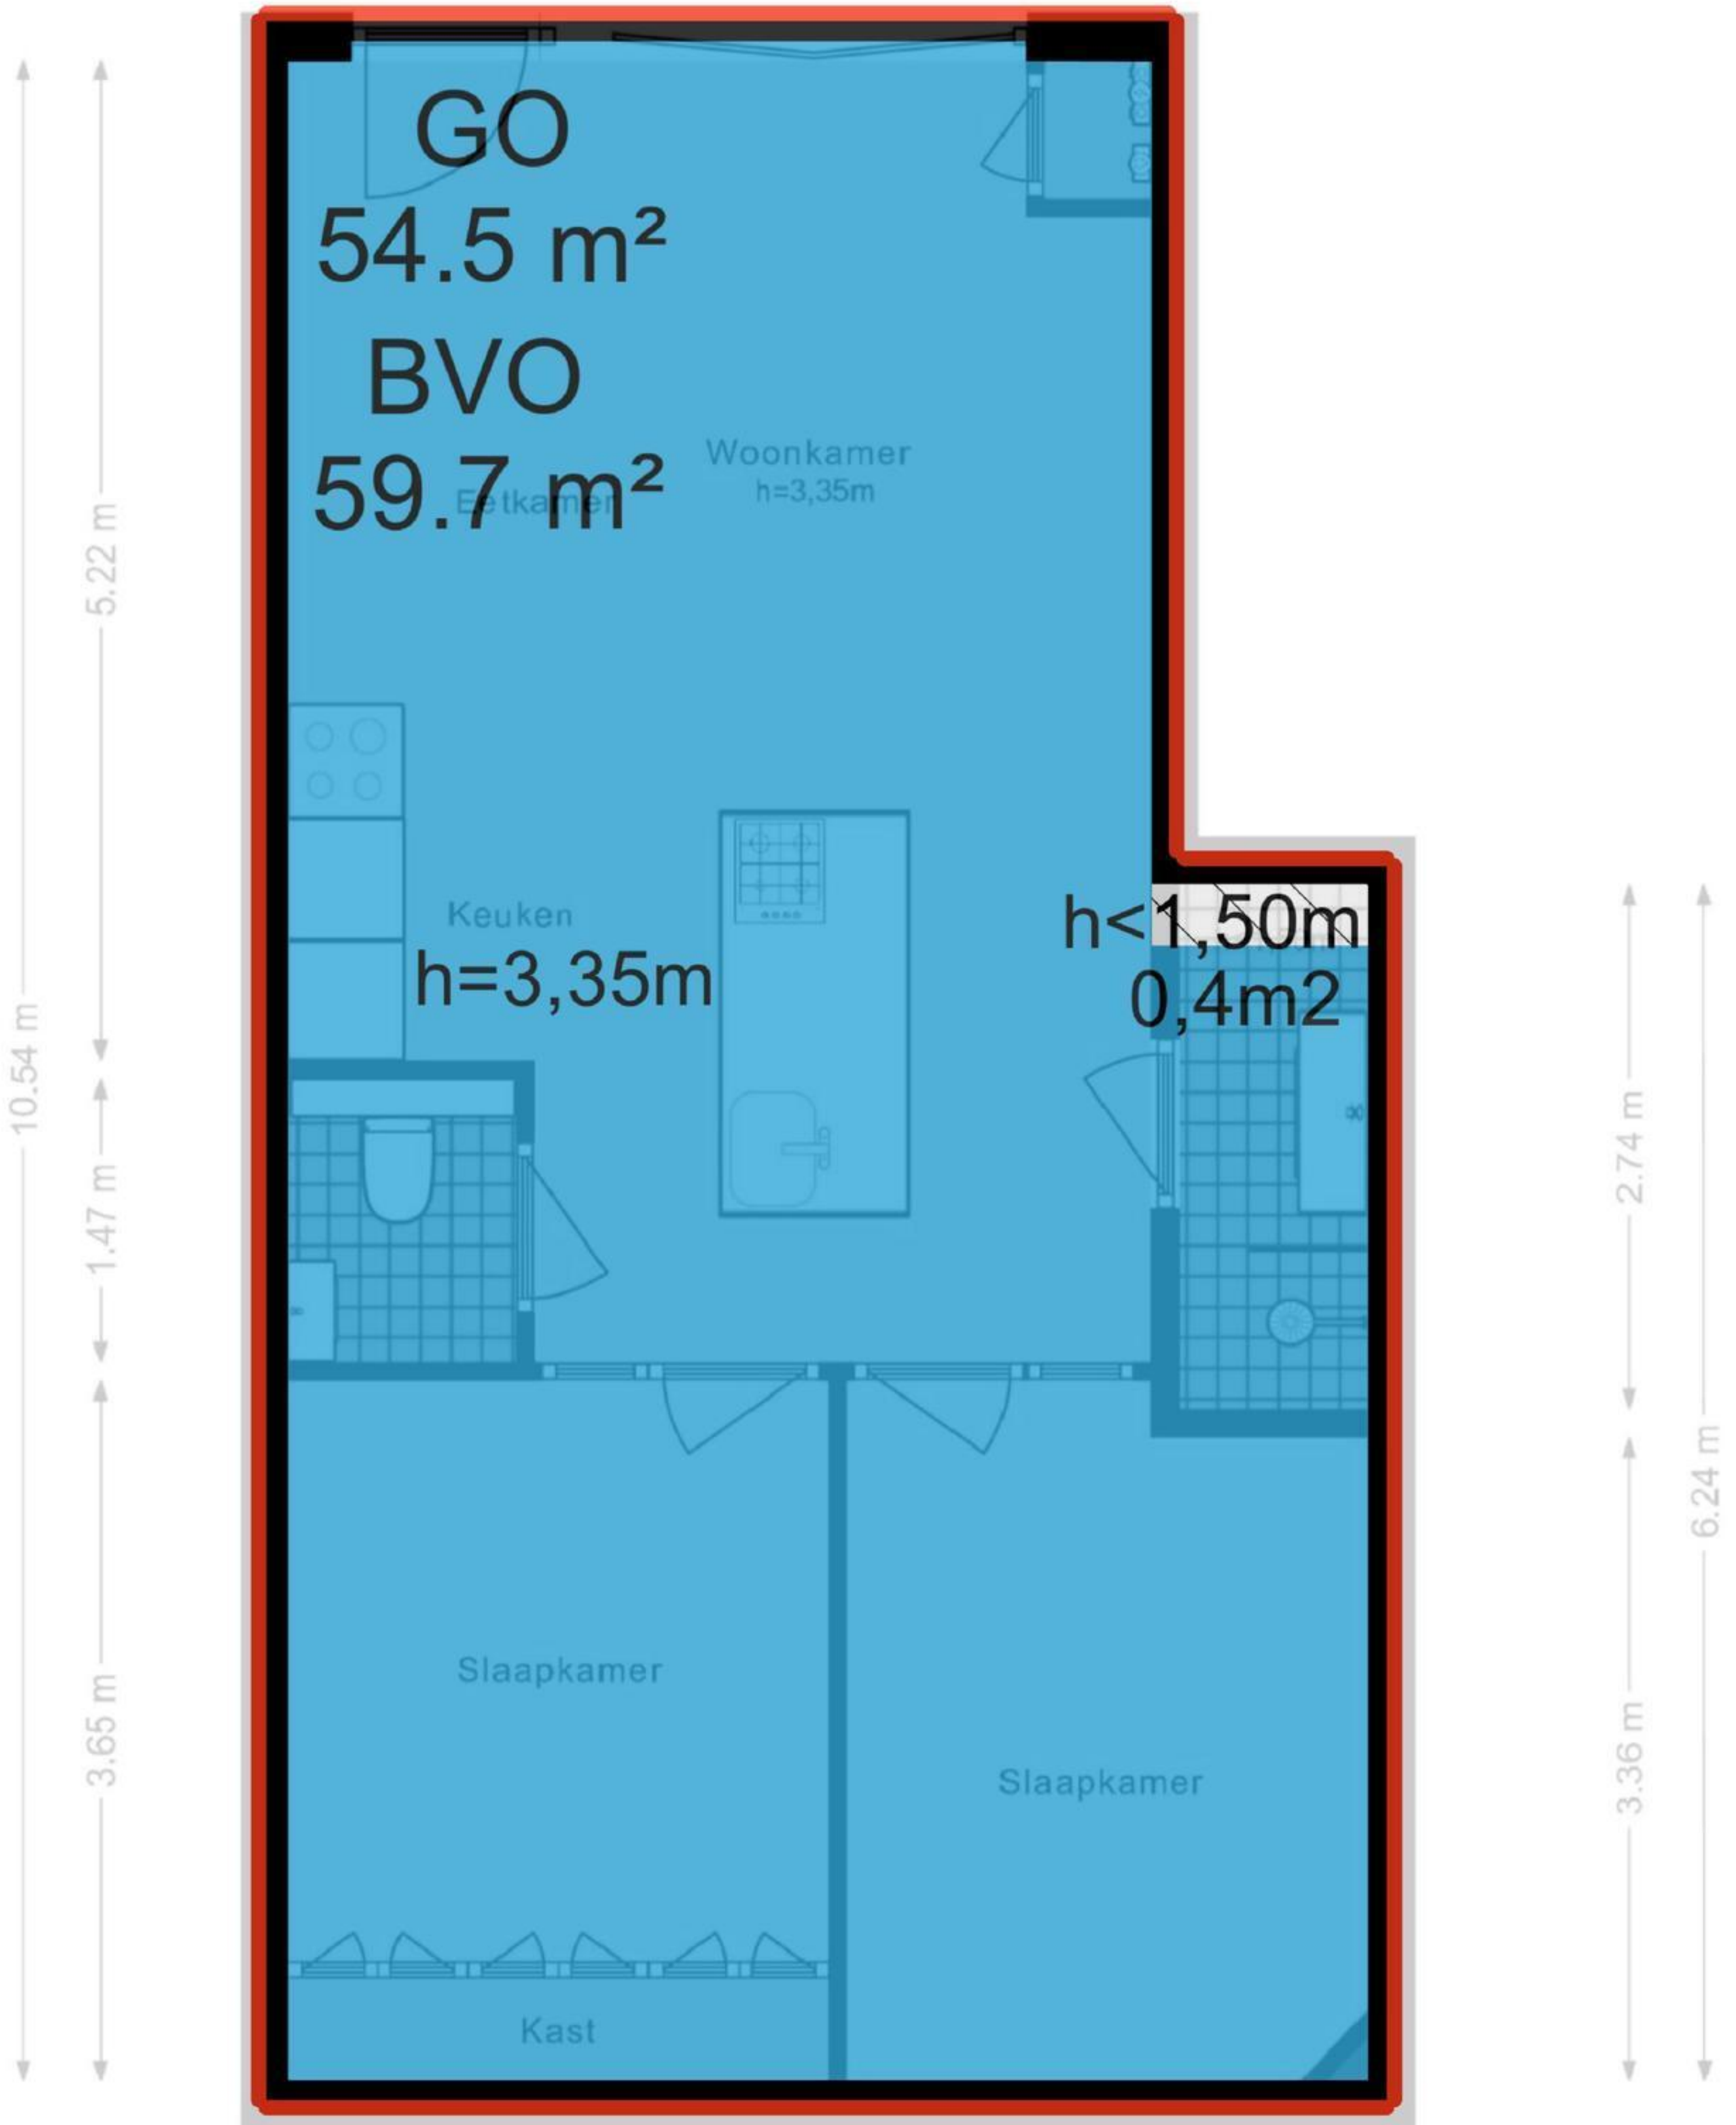 GO
54.5 m²
BVO
59.7 m²
Eetkamer
Woonkamer
h=3,35m
Keuken
h=3,35m
h<1,50m
0,4m2
Slaapkamer
Slaapkamer
Kast
10.54 m
5.22 m
1.47 m
3.65 m
2.74 m
3.36 m
6.24 m